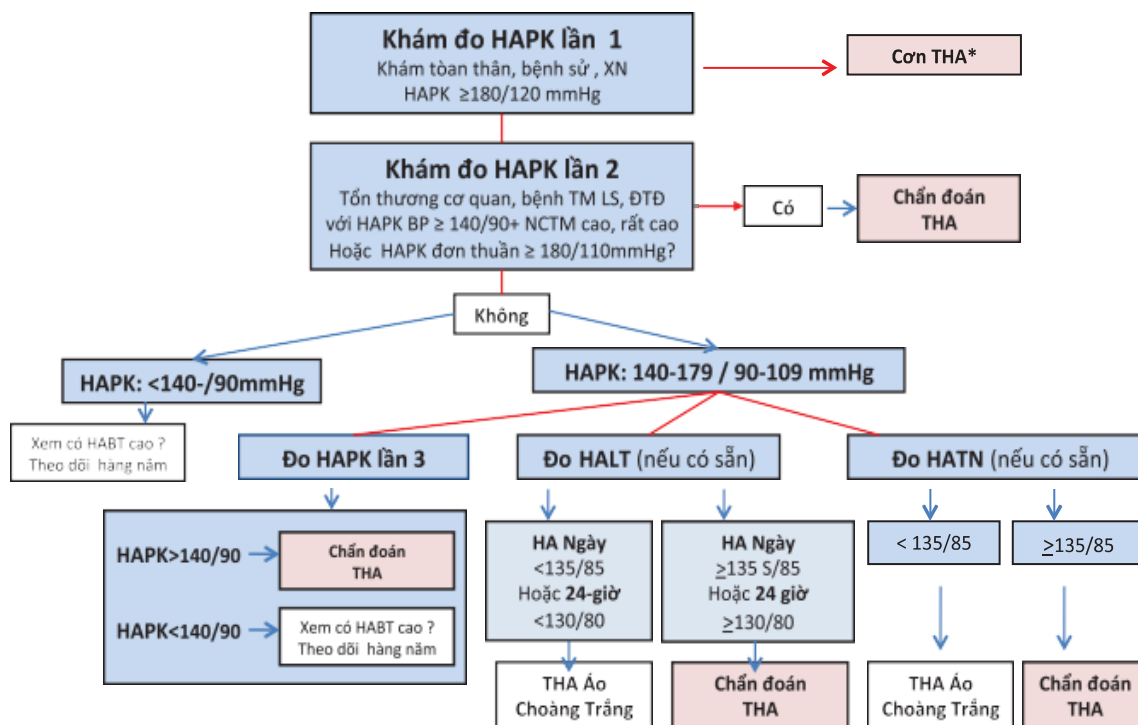 Khám đo HAPK lần 1
Khám tòan thân, bệnh sử , XN
HAPK ≥180/120 mmHg
Cơn THA*
Khám đo HAPK lần 2
Tổn thương cơ quan, bệnh TM LS, ĐTĐ
với HAPK BP ≥ 140/90+ NCTM cao, rất cao
Hoặc HAPK đơn thuần ≥ 180/110mmHg?
Có
Chẩn đoán
THA
Không
HAPK: <140-/90mmHg
HAPK: 140-179 / 90-109 mmHg
Xem có HABT cao ?
Theo dõi hàng năm
Đo HAPK lần 3
Đo HALT (nếu có sẵn)
Đo HATN (nếu có sẵn)
HAPK>140/90
Chẩn đoán
THA
HAPK<140/90
Xem có HABT cao ?
Theo dõi hàng năm
HA Ngày
<135/85
Hoặc 24-giờ
<130/80
HA Ngày
≥135 S/85
Hoặc 24 giờ
≥130/80
< 135/85
≥135/85
THA Áo
Choàng Trắng
Chẩn đoán
THA
THA Áo
Choàng Trắng
Chẩn đoán
THA